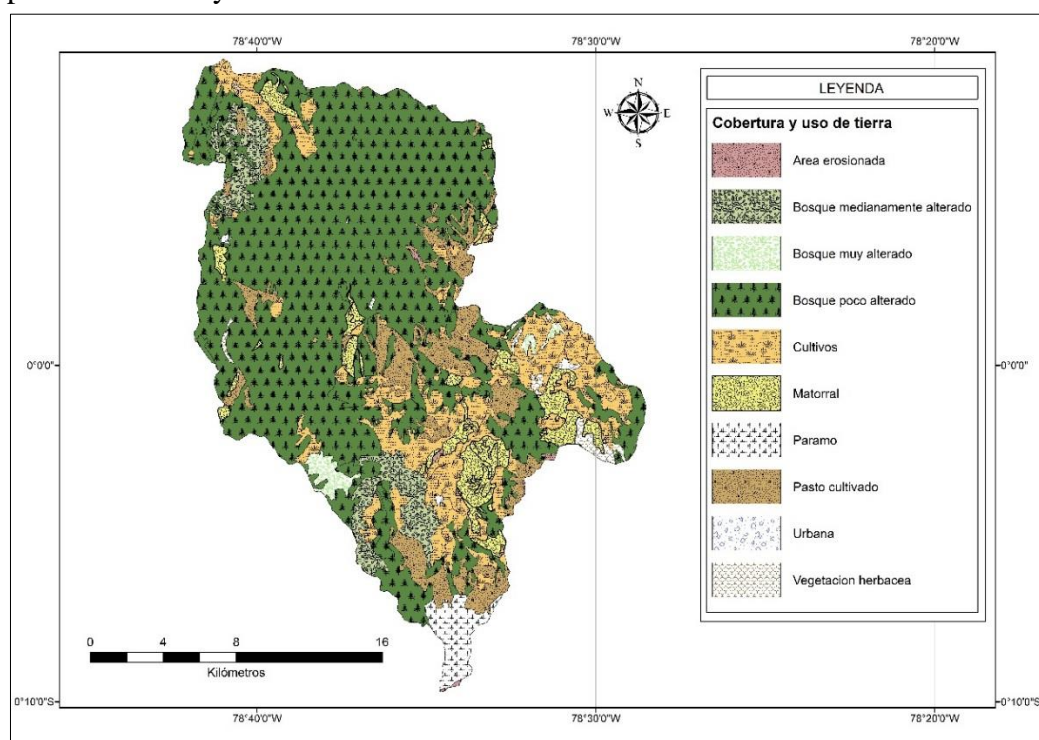 78°40'0"W 78°30'0"W 78°20'0"W
N
W E
S
LEYENDA
Cobertura y uso de tierra
Area erosionada
Bosque medianamente alterado
Bosque muy alterado
Bosque poco alterado
Cultivos
Matorral
Paramo
Pasto cultivado
Urbana
Vegetacion herbacea
0°0'0" 0°0'0"
0 4 8 16
Kilómetros
0°10'0"S 0°10'0"S
78°40'0"W 78°30'0"W 78°20'0"W